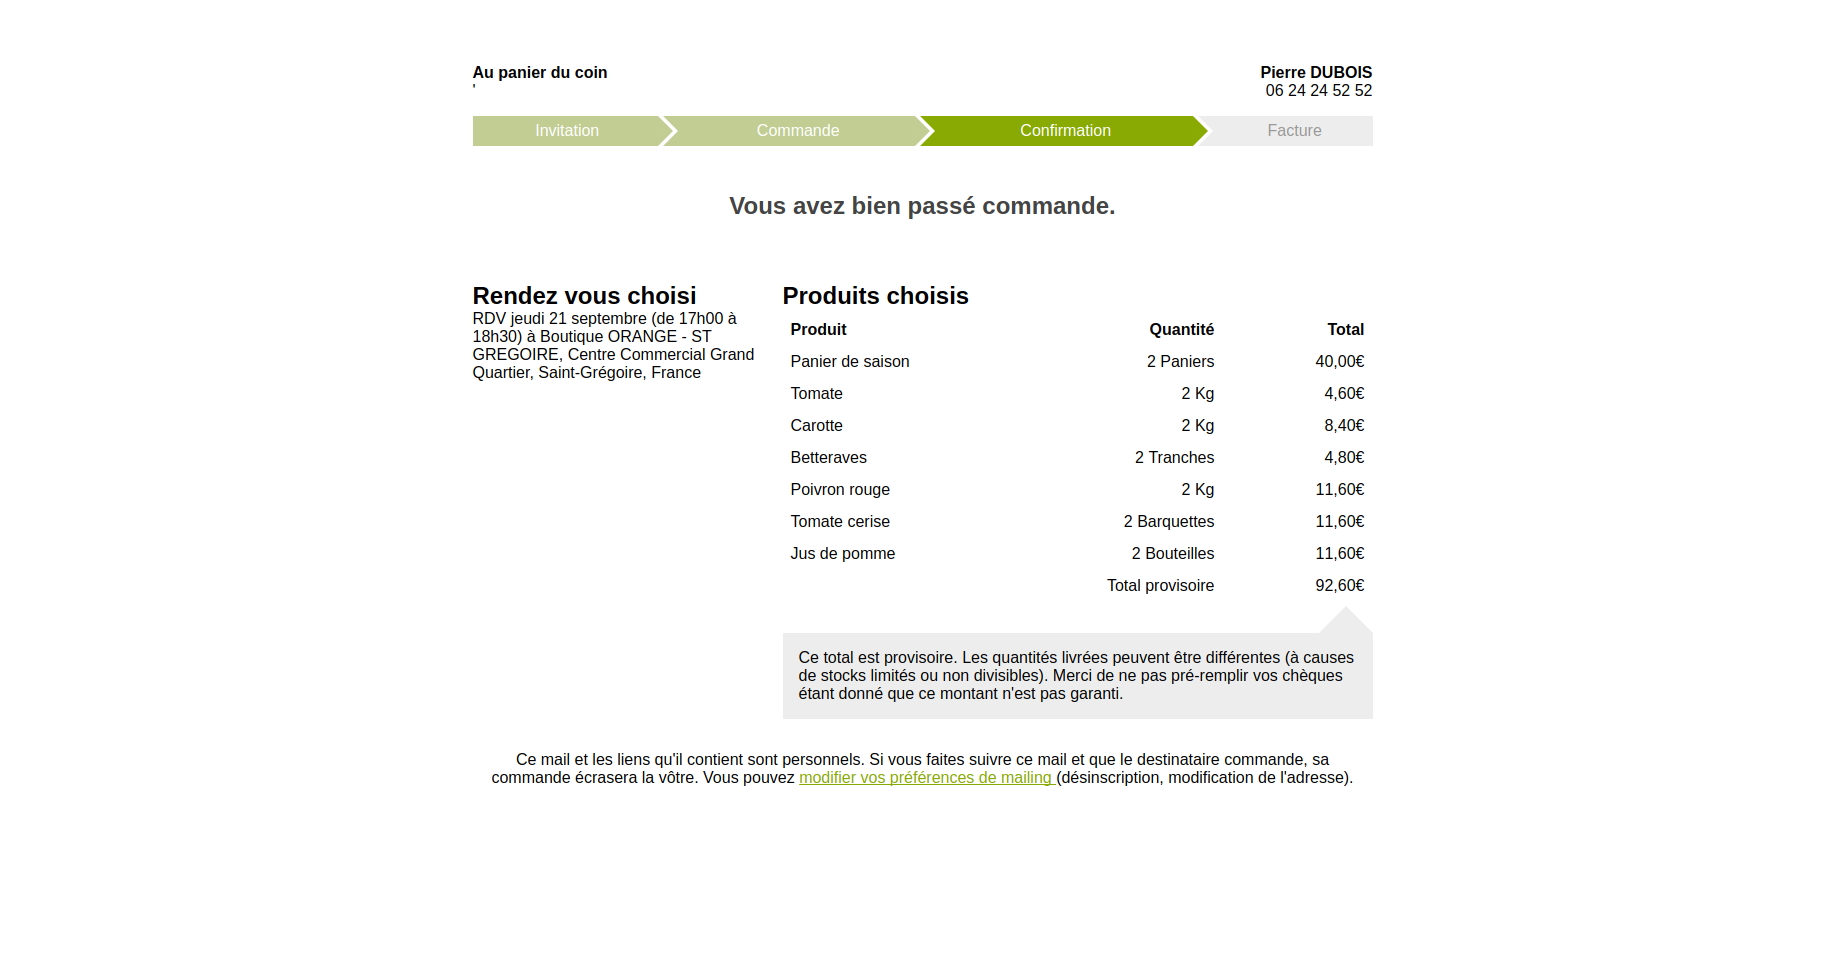 Au panier du coin
'
Pierre DUBOIS
06 24 24 52 52
Invitation
Commande
Confirmation
Facture
Vous avez bien passé commande.
Rendez vous choisi
RDV jeudi 21 septembre (de 17h00 à
18h30) à Boutique ORANGE - ST
GREGOIRE, Centre Commercial Grand
Quartier, Saint-Grégoire, France
Produits choisis
Produit Quantité Total
Panier de saison 2 Paniers 40,00€
Tomate 2 Kg 4,60€
Carotte 2 Kg 8,40€
Betteraves 2 Tranches 4,80€
Poivron rouge 2 Kg 11,60€
Tomate cerise 2 Barquettes 11,60€
Jus de pomme 2 Bouteilles 11,60€
Total provisoire 92,60€
Ce total est provisoire. Les quantités livrées peuvent être différentes (à causes
de stocks limités ou non divisibles). Merci de ne pas pré-remplir vos chèques
étant donné que ce montant n'est pas garanti.
Ce mail et les liens qu'il contient sont personnels. Si vous faites suivre ce mail et que le destinataire commande, sa
commande écrasera la vôtre. Vous pouvez modifier vos préférences de mailing (désinscription, modification de l'adresse).